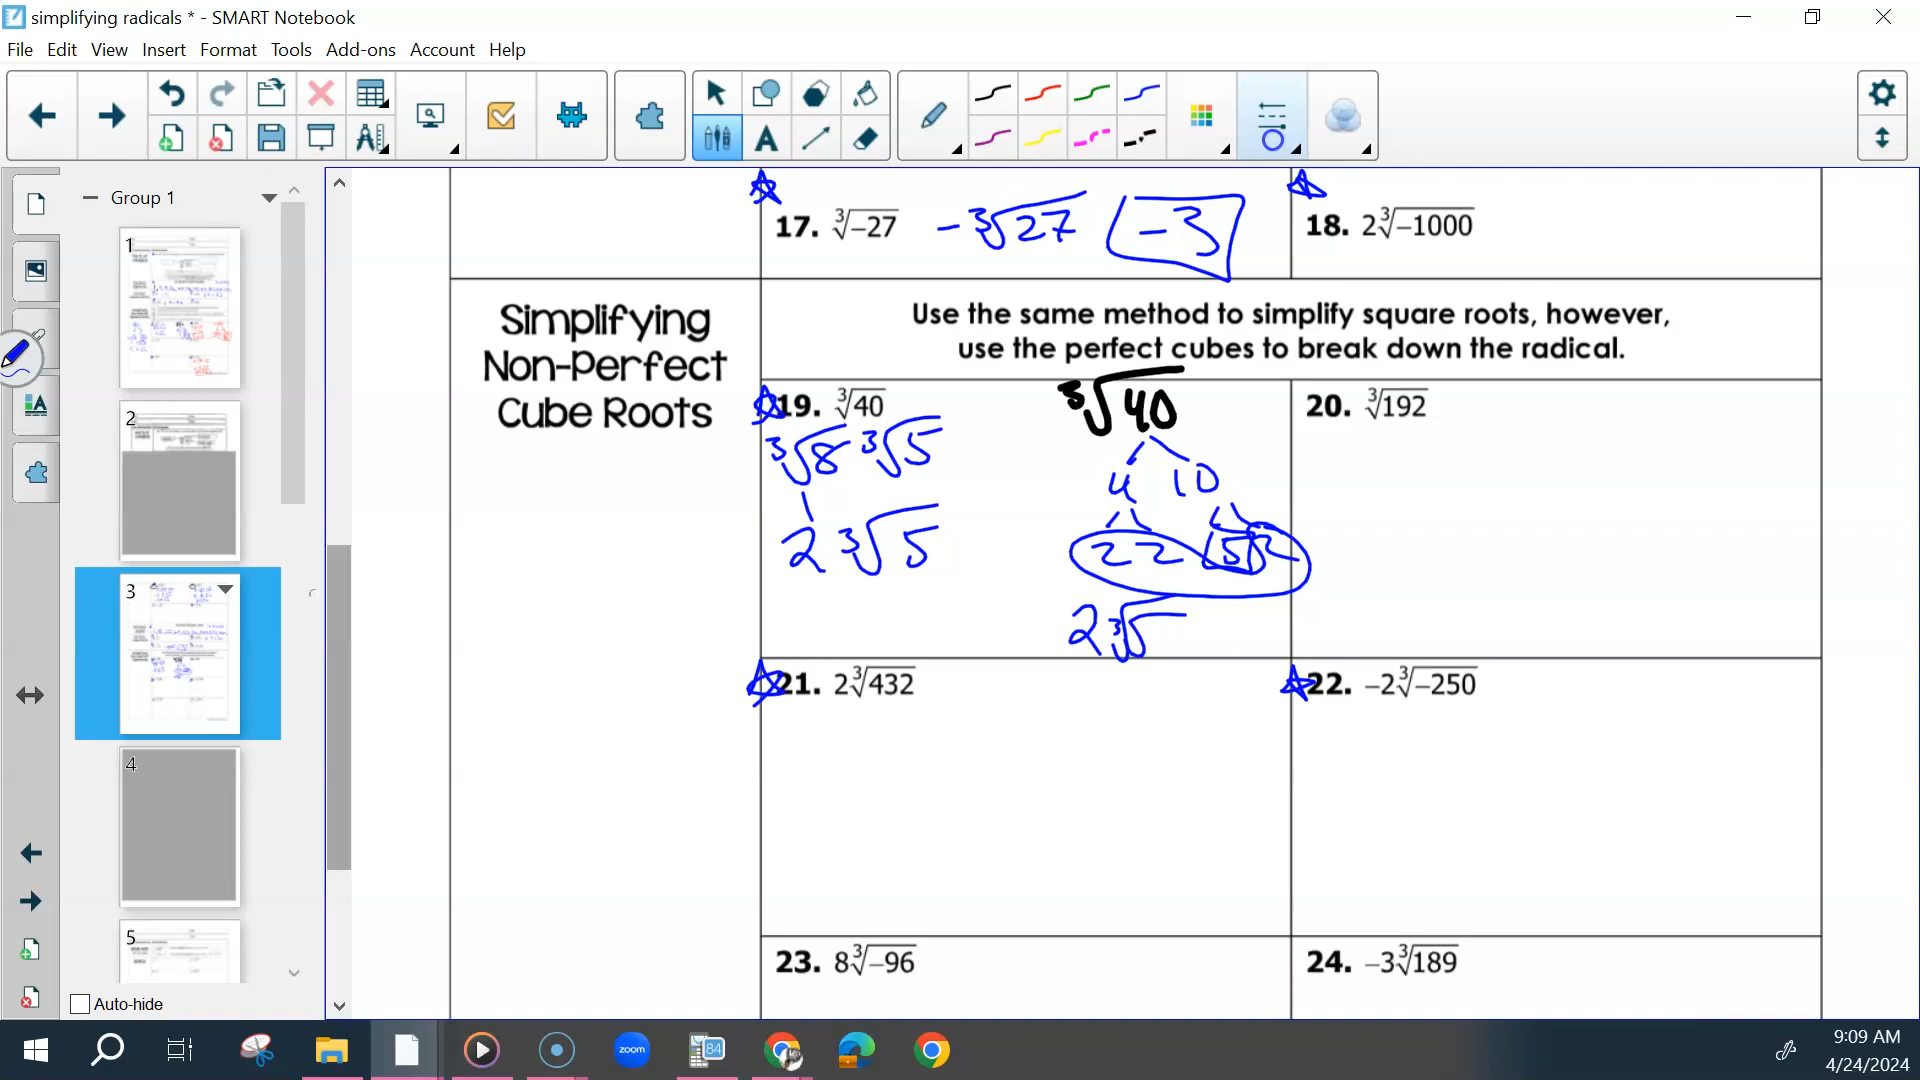 simplifying radicals * - SMART Notebook
File Edit View Insert Format Tools Add-ons Account Help
Group 1
1
2
3
4
5
Auto-hide
17. ∛-27 -∛27 -3
18. 2∛-1000
Simplifying
Non-Perfect
Cube Roots
Use the same method to simplify square roots, however,
use the perfect cubes to break down the radical.
19. ∛40
∛8 ∛5
2 ∛5
∛40
4 10
2 2 5 2
2∛
20. ∛192
21. 2∛432
22. -2∛-250
23. 8∛-96
24. -3∛189
zoom
84
9:09 AM
4/24/2024